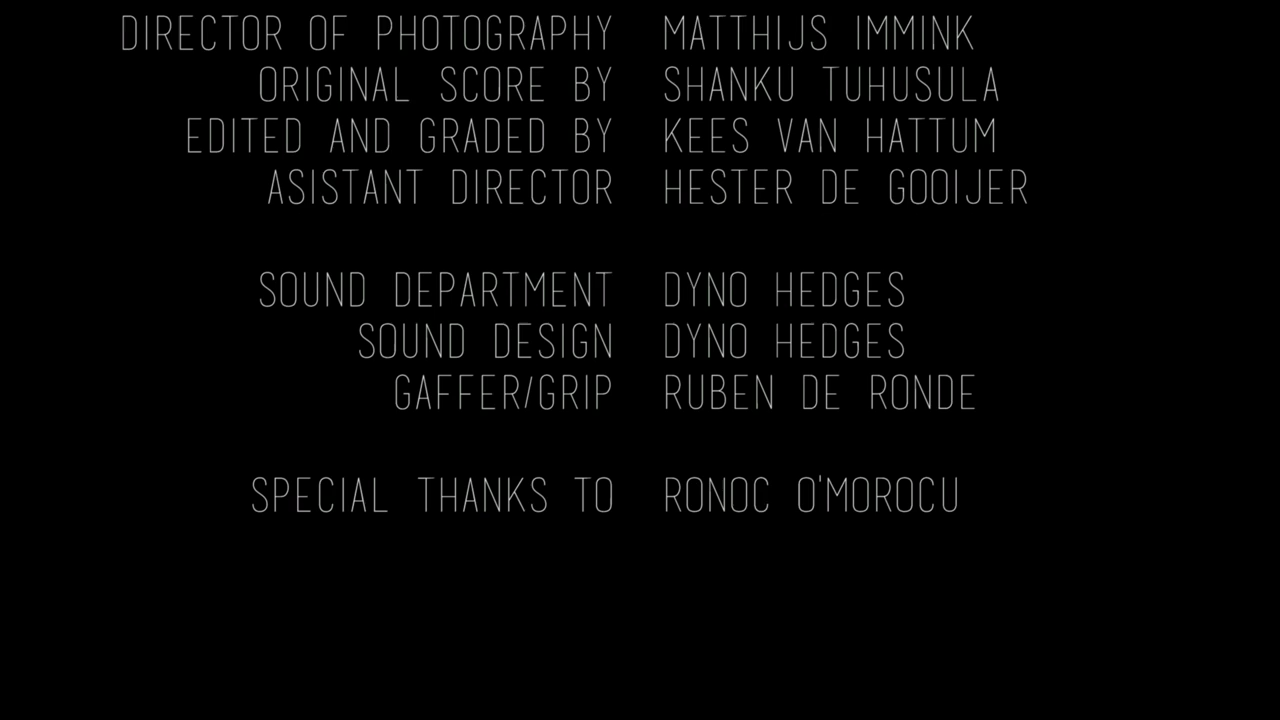 DIRECTOR OF PHOTOGRAPHY MATTHIJS IMMINK
ORIGINAL SCORE BY SHANKU TUHUSULA
EDITED AND GRADED BY KEES VAN HATTUM
ASISTANT DIRECTOR HESTER DE GOOIJER
SOUND DEPARTMENT DYNO HEDGES
SOUND DESIGN DYNO HEDGES
GAFFER/GRIP RUBEN DE RONDE
SPECIAL THANKS TO RONOC O'MOROCU